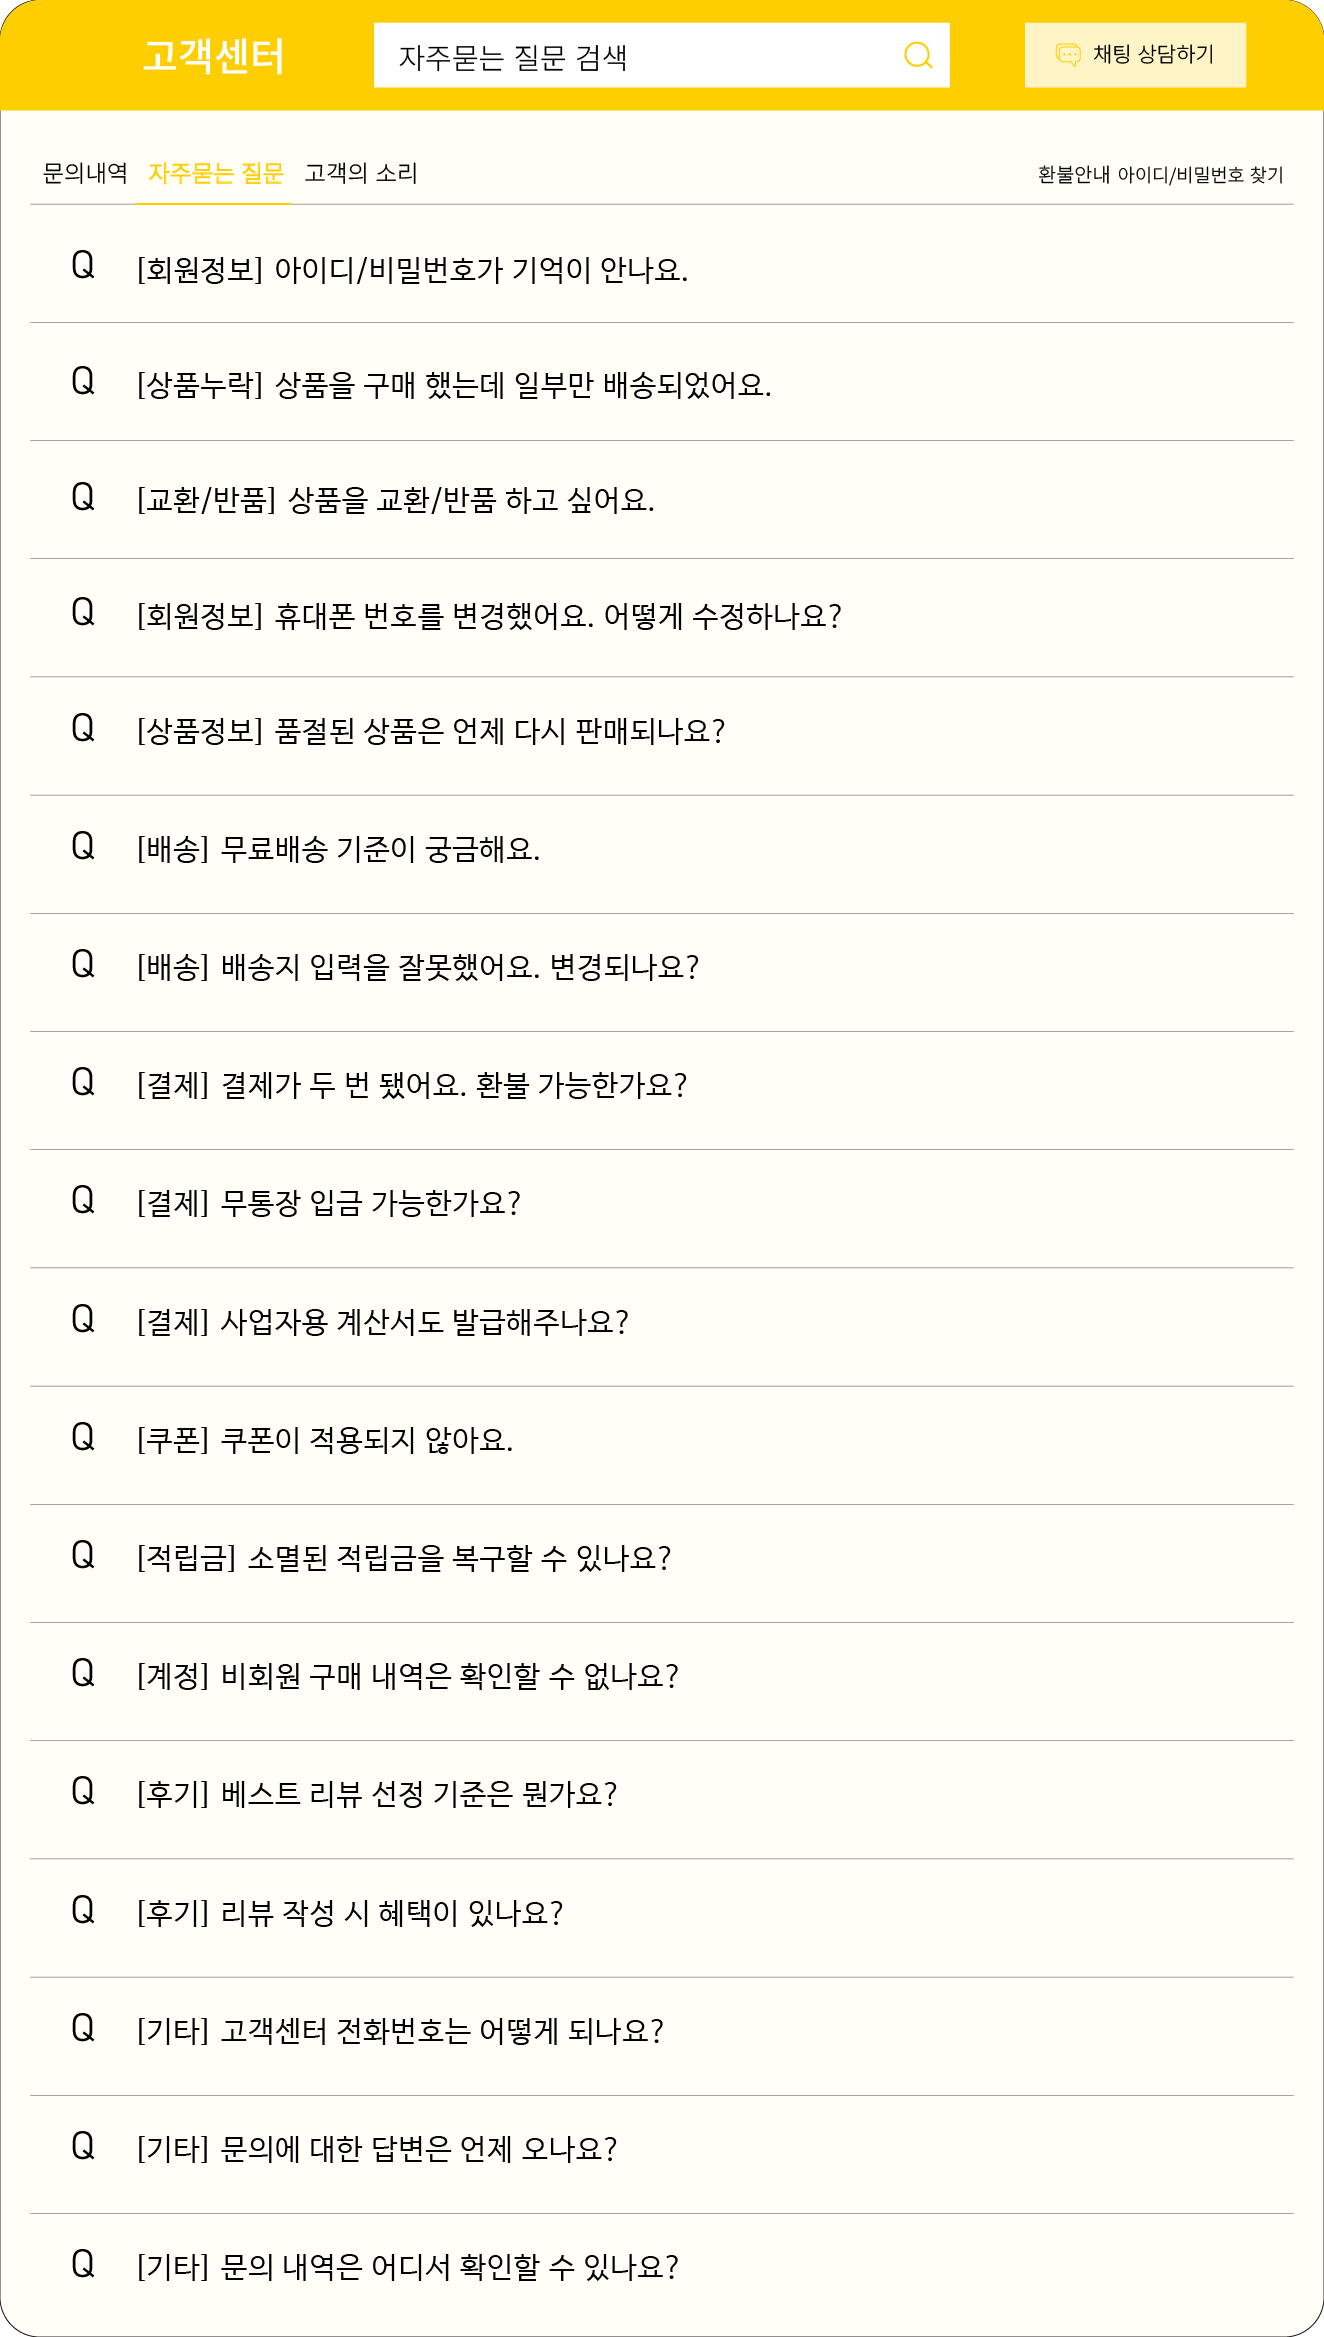 고객센터
자주묻는 질문 검색
채팅 상담하기
문의내역 자주묻는 질문 고객의 소리
환불안내 아이디/비밀번호 찾기
Q [회원정보] 아이디/비밀번호가 기억이 안나요.
Q [상품누락] 상품을 구매 했는데 일부만 배송되었어요.
Q [교환/반품] 상품을 교환/반품 하고 싶어요.
Q [회원정보] 휴대폰 번호를 변경했어요. 어떻게 수정하나요?
Q [상품정보] 품절된 상품은 언제 다시 판매되나요?
Q [배송] 무료배송 기준이 궁금해요.
Q [배송] 배송지 입력을 잘못했어요. 변경되나요?
Q [결제] 결제가 두 번 됐어요. 환불 가능한가요?
Q [결제] 무통장 입금 가능한가요?
Q [결제] 사업자용 계산서도 발급해주나요?
Q [쿠폰] 쿠폰이 적용되지 않아요.
Q [적립금] 소멸된 적립금을 복구할 수 있나요?
Q [계정] 비회원 구매 내역은 확인할 수 없나요?
Q [후기] 베스트 리뷰 선정 기준은 뭔가요?
Q [후기] 리뷰 작성 시 혜택이 있나요?
Q [기타] 고객센터 전화번호는 어떻게 되나요?
Q [기타] 문의에 대한 답변은 언제 오나요?
Q [기타] 문의 내역은 어디서 확인할 수 있나요?